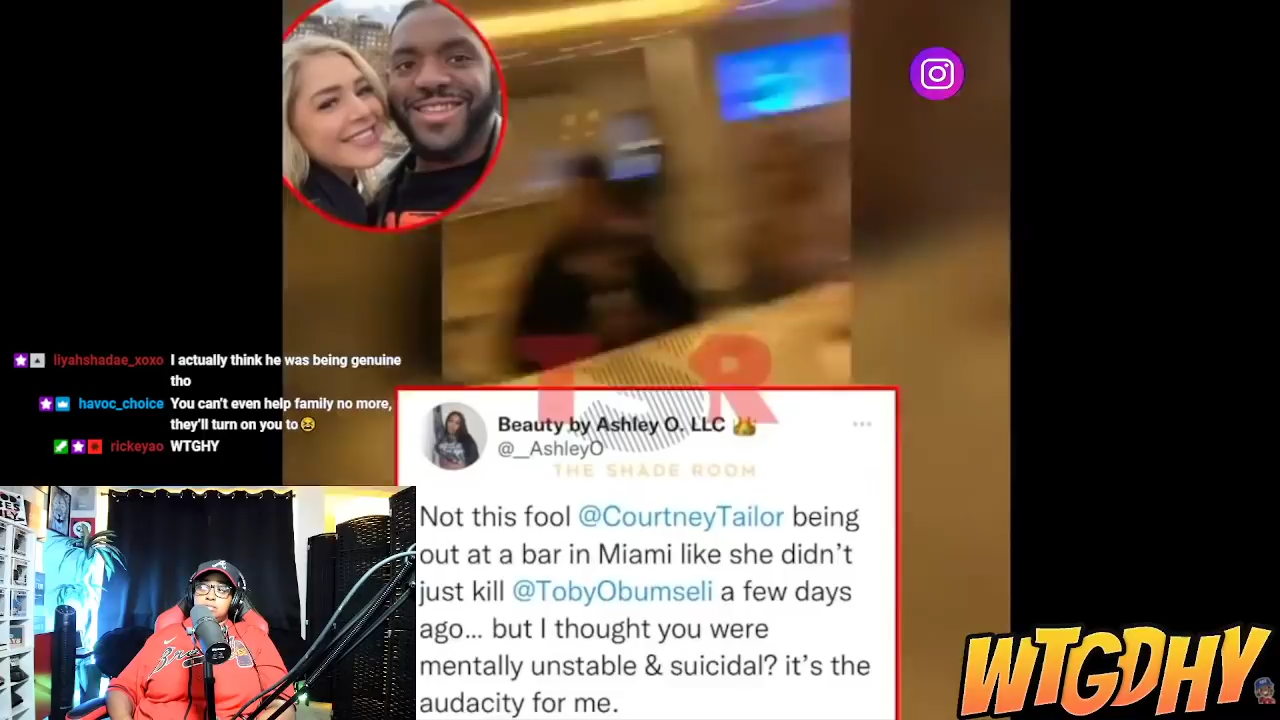 liyahshadae_xoxo I actually think he was being genuine
tho
havoc_choice You can't even help family no more,
they'll turn on you to😆
rickeyao WTGHY
TSR
THE SHADE ROOM
Beauty by Ashley O. LLC 👑
@__AshleyO
Not this fool @CourtneyTailor being
out at a bar in Miami like she didn't
just kill @TobyObumseli a few days
ago... but I thought you were
mentally unstable & suicidal? it's the
audacity for me.
Braves
WTGDHY